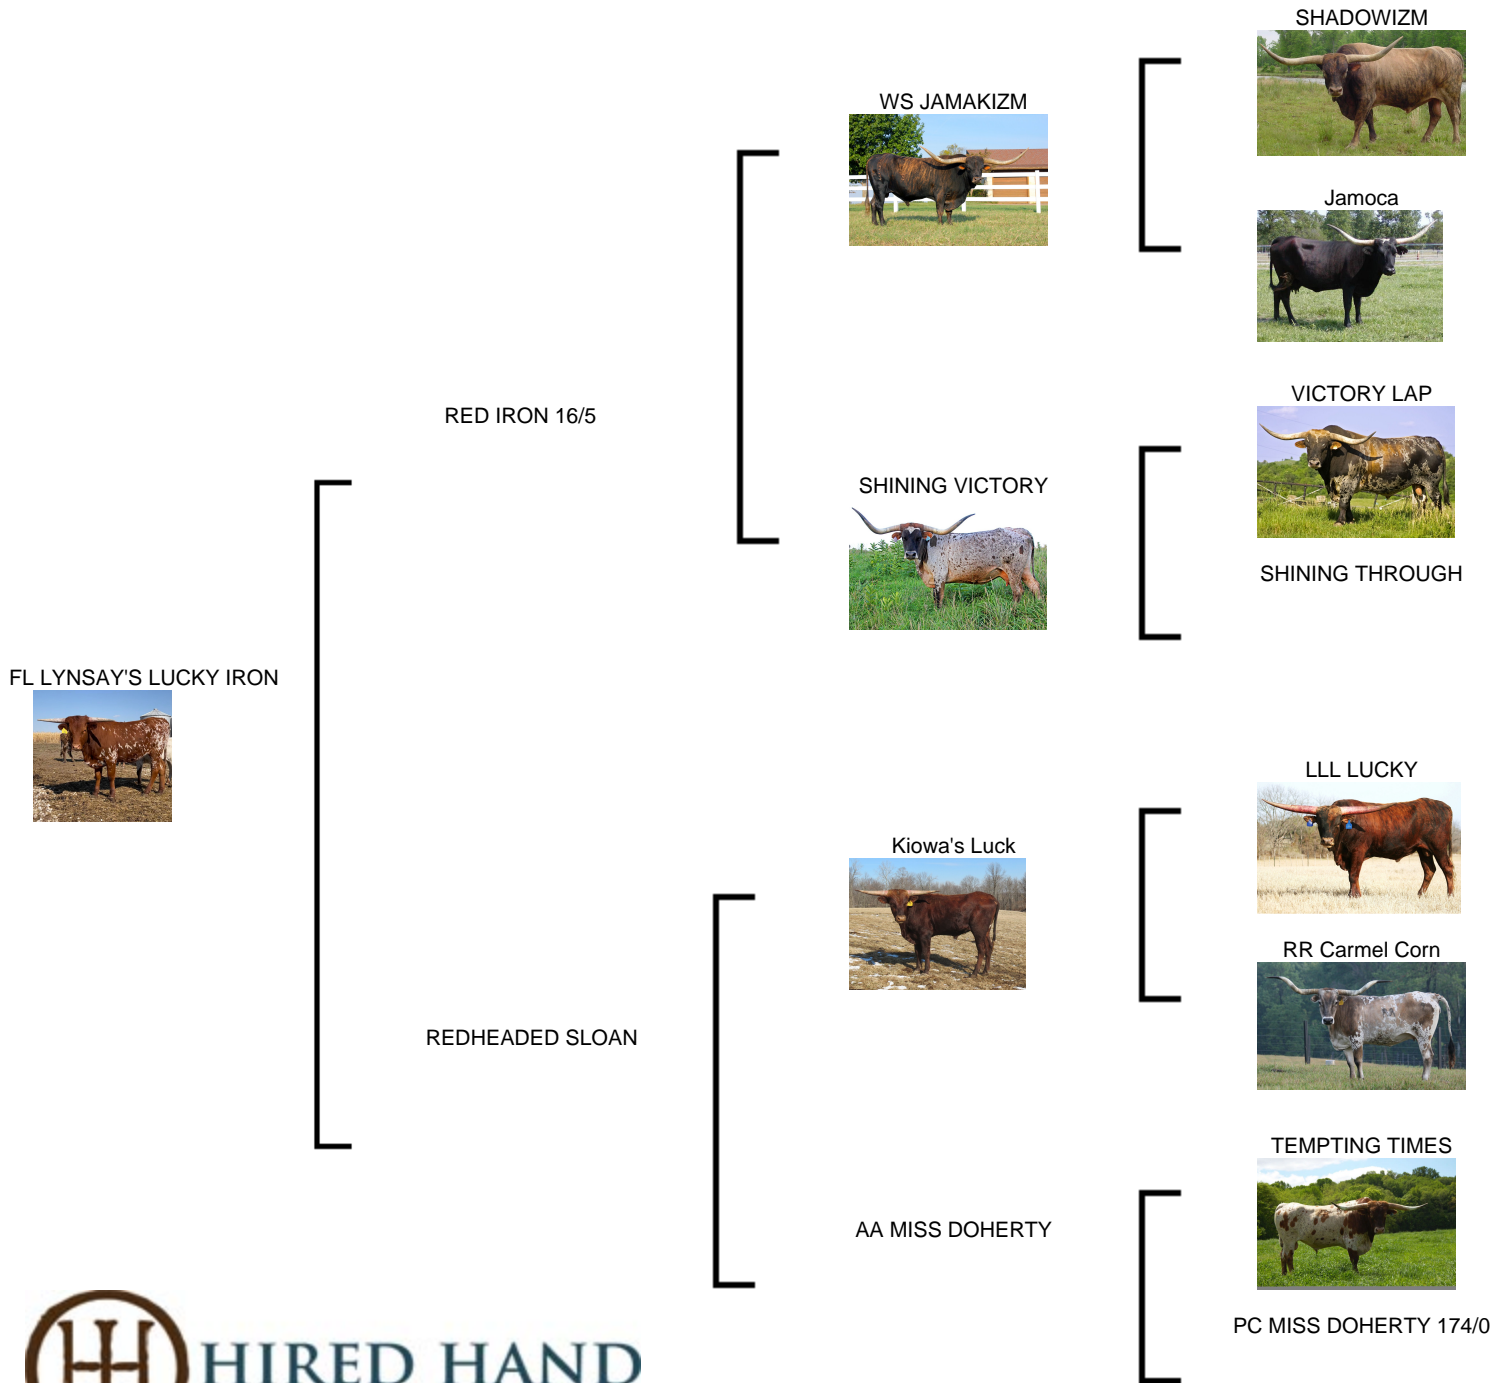 SHADOWIZM
WS JAMAKIZM
Jamoca
VICTORY LAP
RED IRON 16/5
SHINING VICTORY
SHINING THROUGH
FL LYNSAY'S LUCKY IRON
LLL LUCKY
Kiowa's Luck
RR Carmel Corn
REDHEADED SLOAN
TEMPTING TIMES
AA MISS DOHERTY
PC MISS DOHERTY 174/0
HIRED HAND